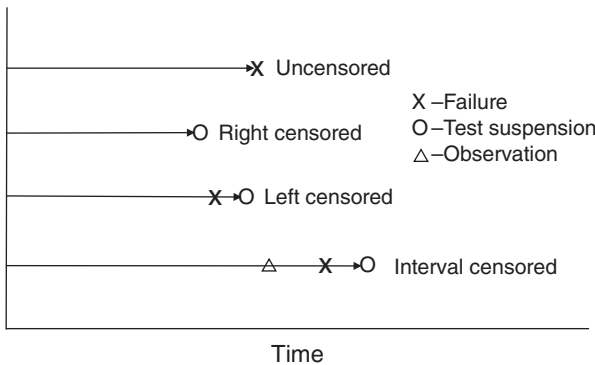 X Uncensored
X –Failure
O Right censored
O –Test suspension
△ –Observation
X O Left censored
△ X O Interval censored
Time